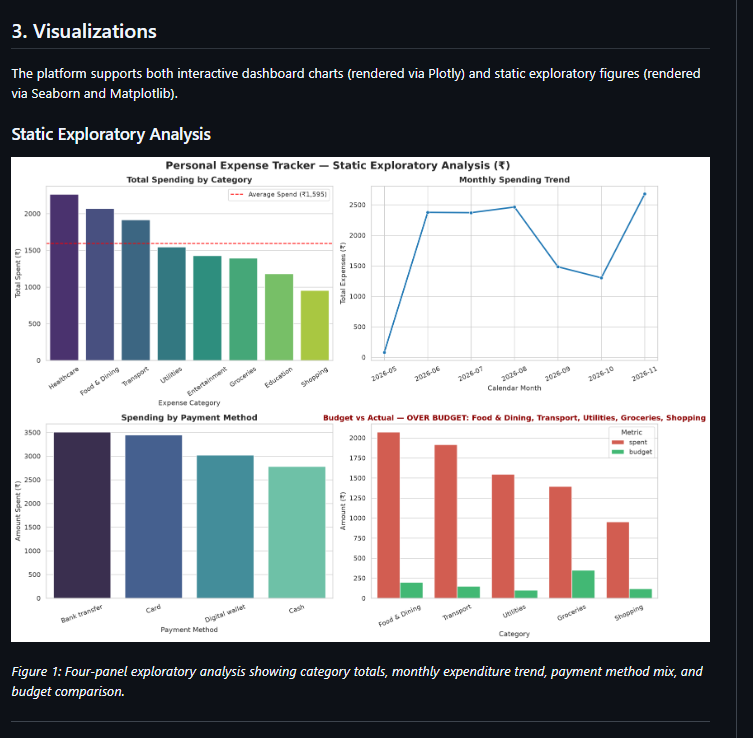 3. Visualizations
The platform supports both interactive dashboard charts (rendered via Plotly) and static exploratory figures (rendered
via Seaborn and Matplotlib).
Static Exploratory Analysis
Personal Expense Tracker — Static Exploratory Analysis (₹)
Total Spending by Category
Average Spend (₹1,595)
Total Spent (₹)
2000
1500
1000
500
0
Healthcare
Food & Dining
Transport
Utilities
Entertainment
Groceries
Education
Shopping
Expense Category
Monthly Spending Trend
Total Expenses (₹)
2500
2000
1500
1000
500
0
2026-05
2026-06
2026-07
2026-08
2026-09
2026-10
2026-11
Calendar Month
Spending by Payment Method
Amount Spent (₹)
3500
3000
2500
2000
1500
1000
500
0
Bank transfer
Card
Digital wallet
Cash
Payment Method
Budget vs Actual — OVER BUDGET: Food & Dining, Transport, Utilities, Groceries, Shopping
Metric
spent
budget
Amount (₹)
2000
1750
1500
1250
1000
750
500
250
0
Food & Dining
Transport
Utilities
Groceries
Shopping
Category
Figure 1: Four-panel exploratory analysis showing category totals, monthly expenditure trend, payment method mix, and
budget comparison.